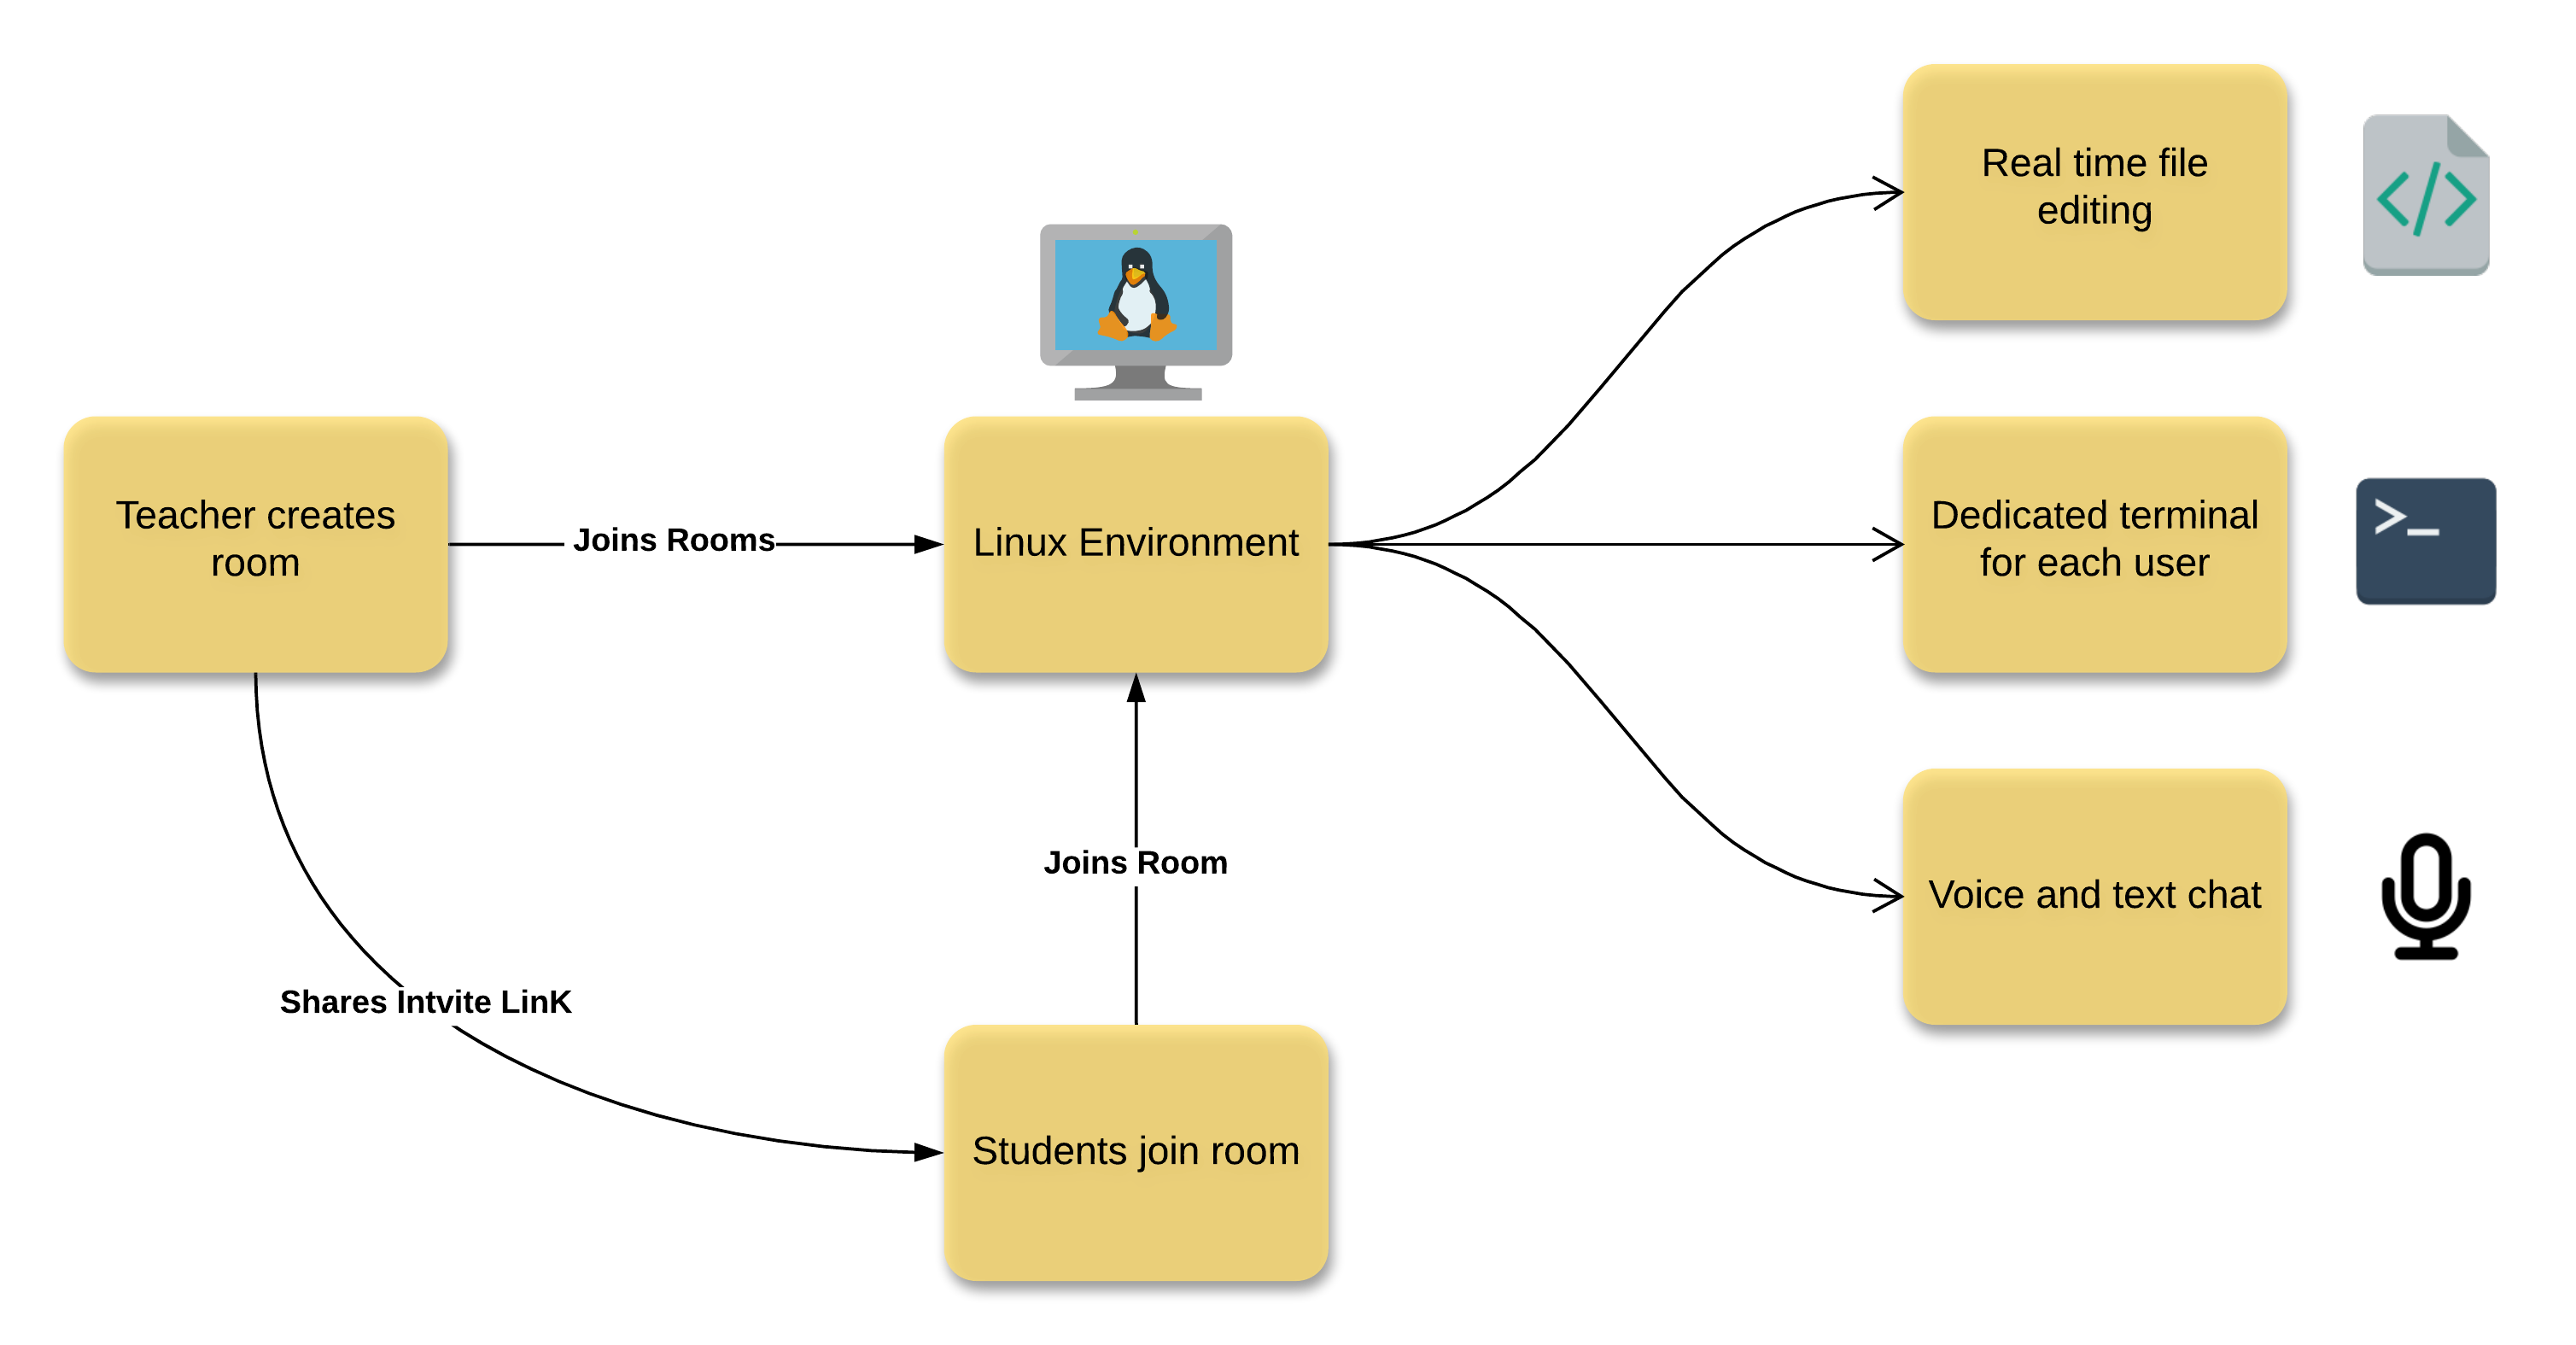 Real time file
editing
Teacher creates
room
Joins Rooms
Linux Environment
Dedicated terminal
for each user
>_
</>
Joins Room
Voice and text chat
Shares Intvite LinK
Students join room